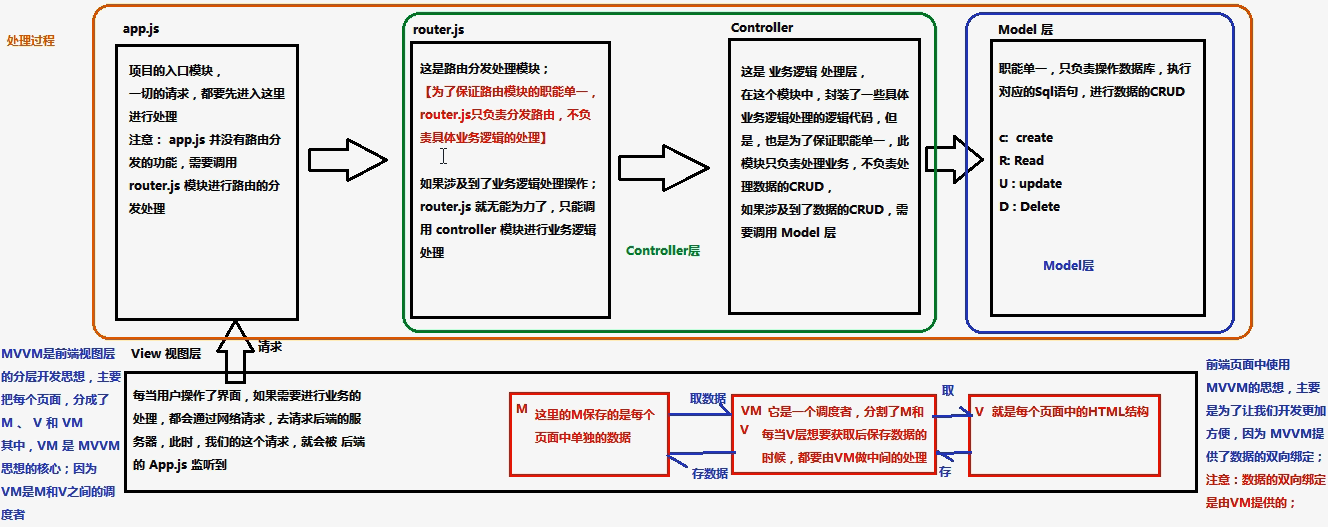 处理过程
app.js
项目的入口模块，
一切的请求，都要先进入这里
进行处理
注意： app.js 并没有路由分
发的功能，需要调用
router.js 模块进行路由的分
发处理
router.js
这是路由分发处理模块；
【为了保证路由模块的职能单一，
router.js只负责分发路由，不负
责具体业务逻辑的处理】
如果涉及到了业务逻辑处理操作；
router.js 就无能为力了，只能调
用 controller 模块进行业务逻辑
处理
Controller层
Controller
这是 业务逻辑 处理层，
在这个模块中，封装了一些具体
业务逻辑处理的逻辑代码，但
是，也是为了保证职能单一，此
模块只负责处理业务，不负责处
理数据的CRUD，
如果涉及到了数据的CRUD，需
要调用 Model 层
Model 层
职能单一，只负责操作数据库，执行
对应的Sql语句，进行数据的CRUD
c: create
R: Read
U : update
D : Delete
Model层
请求
View 视图层
MVVM是前端视图层
的分层开发思想，主要
把每个页面，分成了
M 、 V 和 VM
其中，VM 是 MVVM
思想的核心；因为
VM是M和V之间的调
度者
每当用户操作了界面，如果需要进行业务的
处理，都会通过网络请求，去请求后端的服
务器，此时，我们的这个请求，就会被 后端
的 App.js 监听到
M
这里的M保存的是每个
页面中单独的数据
取数据
存数据
VM 它是一个调度者，分割了M和
V
每当V层想要获取后保存数据的
时候，都要由VM做中间的处理
取
存
V 就是每个页面中的HTML结构
前端页面中使用
MVVM的思想，主要
是为了让我们开发更加
方便，因为 MVVM提
供了数据的双向绑定；
注意：数据的双向绑定
是由VM提供的；